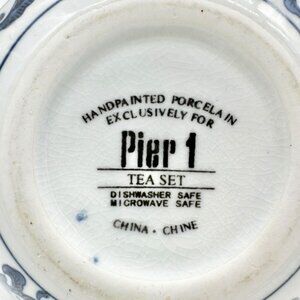 HANDPAINTED PORCELAIN
EXCLUSIVELY FOR
Pier 1
TEA SET
DISHWASHER SAFE
MICROWAVE SAFE
CHINA · CHINE